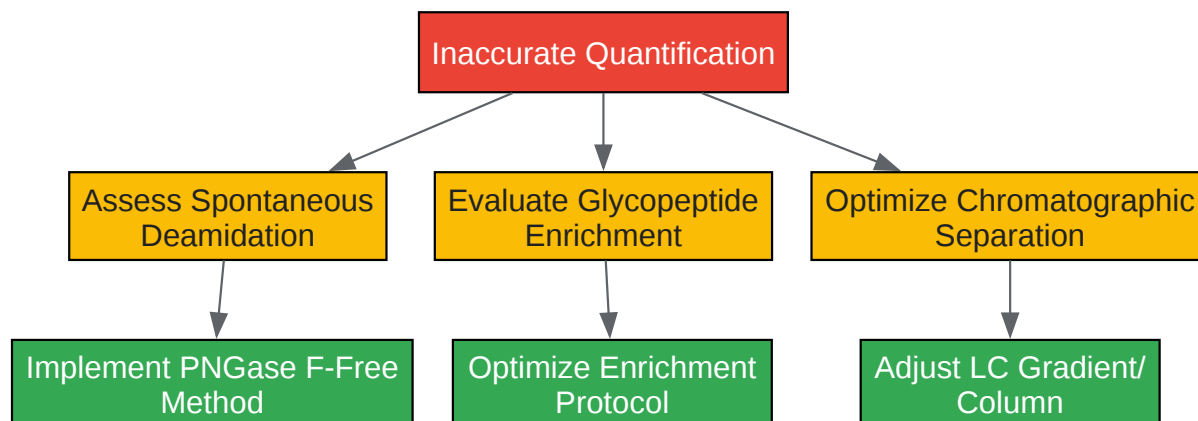 Inaccurate Quantification
Assess Spontaneous
Deamidation
Evaluate Glycopeptide
Enrichment
Optimize Chromatographic
Separation
Implement PNGase F-Free
Method
Optimize Enrichment
Protocol
Adjust LC Gradient/
Column